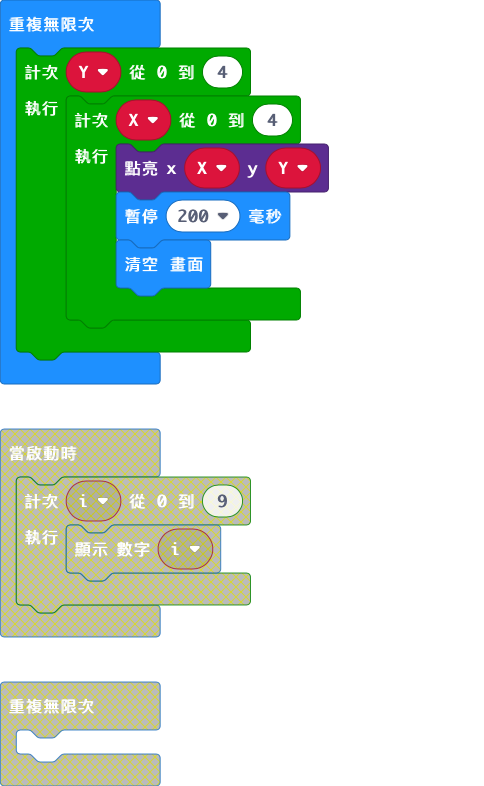 重複無限次
計次 Y 從 0 到 4
執行
計次 X 從 0 到 4
執行
點亮 x X y Y
暫停 200 毫秒
清空 畫面
當啟動時
計次 i 從 0 到 9
執行
顯示 數字 i
重複無限次